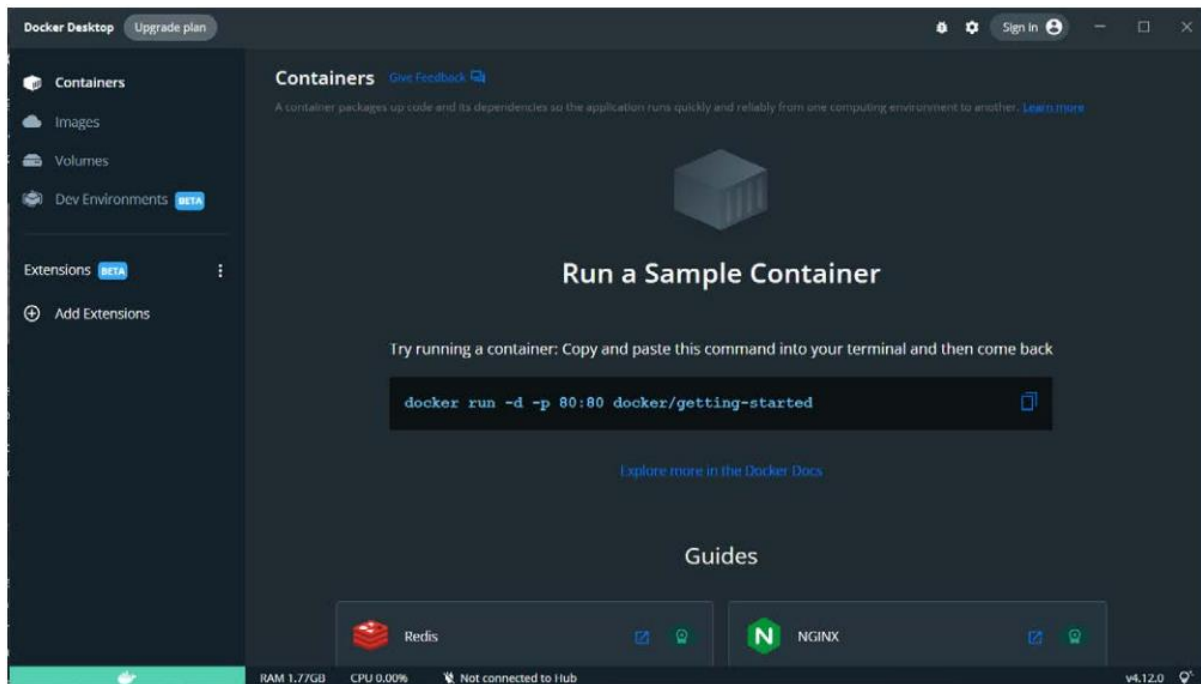 Docker Desktop Upgrade plan Sign in
Containers
Images
Volumes
Dev Environments BETA
Extensions BETA
Add Extensions
Containers Give Feedback
A container packages up code and its dependencies so the application runs quickly and reliably from one computing environment to another. Learn more
Run a Sample Container
Try running a container: Copy and paste this command into your terminal and then come back
docker run -d -p 80:80 docker/getting-started
Explore more in the Docker Docs
Guides
Redis
NGINX
RAM 1.77GB CPU 0.00% Not connected to Hub v4.12.0